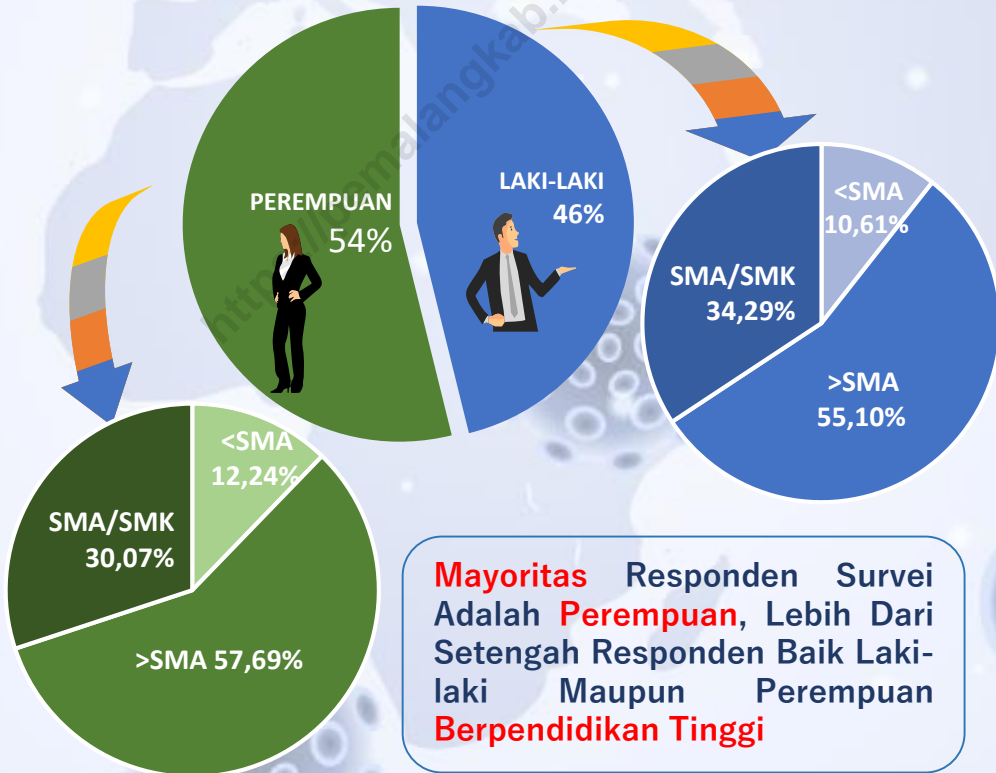 PEREMPUAN
54%
LAKI-LAKI
46%
<SMA
10,61%
SMA/SMK
34,29%
>SMA
55,10%
<SMA
12,24%
SMA/SMK
30,07%
>SMA 57,69%
Mayoritas Responden Survei
Adalah Perempuan, Lebih Dari
Setengah Responden Baik Laki-
laki Maupun Perempuan
Berpendidikan Tinggi